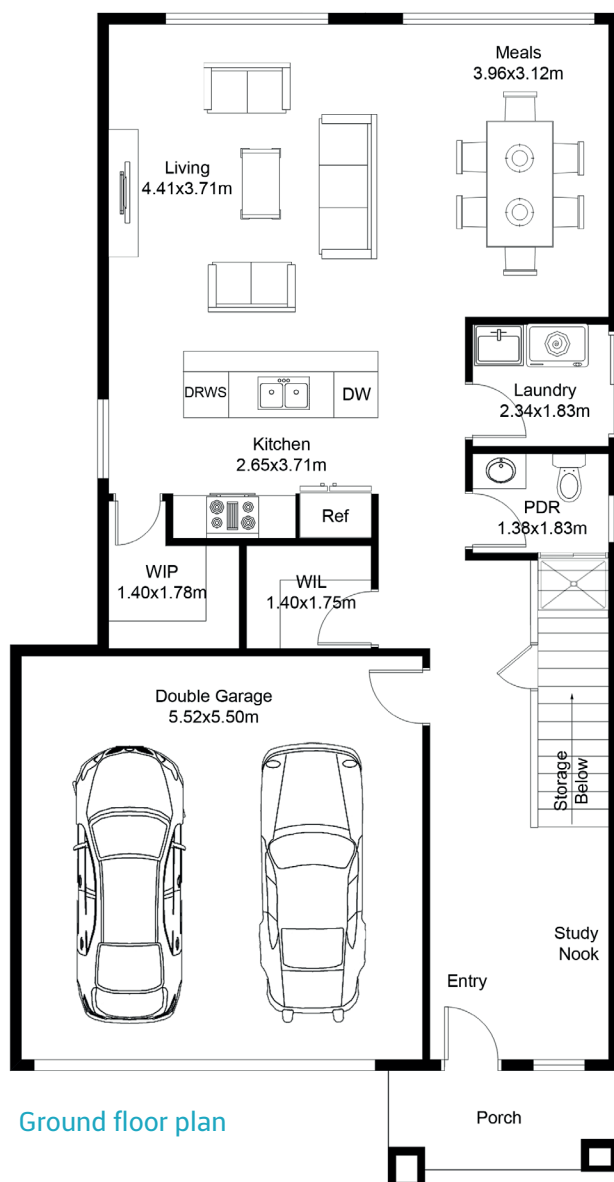 Meals
3.96x3.12m
Living
4.41x3.71m
DRWS
DW
Laundry
2.34x1.83m
Kitchen
2.65x3.71m
Ref
PDR
1.38x1.83m
WIP
1.40x1.78m
WIL
1.40x1.75m
Double Garage
5.52x5.50m
Storage
Below
Study
Nook
Entry
Ground floor plan
Porch